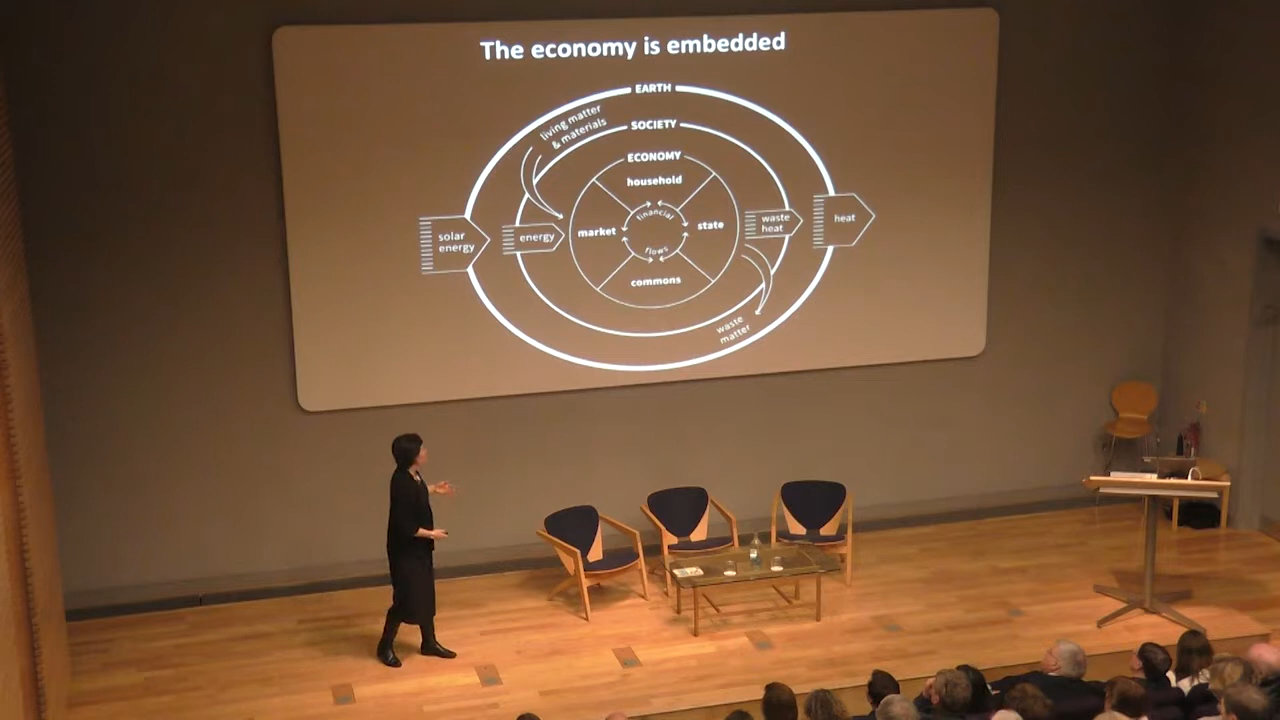 The economy is embedded
EARTH
living matter
& materials
SOCIETY
ECONOMY
household
financial
market
state
flows
commons
solar
energy
energy
waste
heat
heat
waste
matter